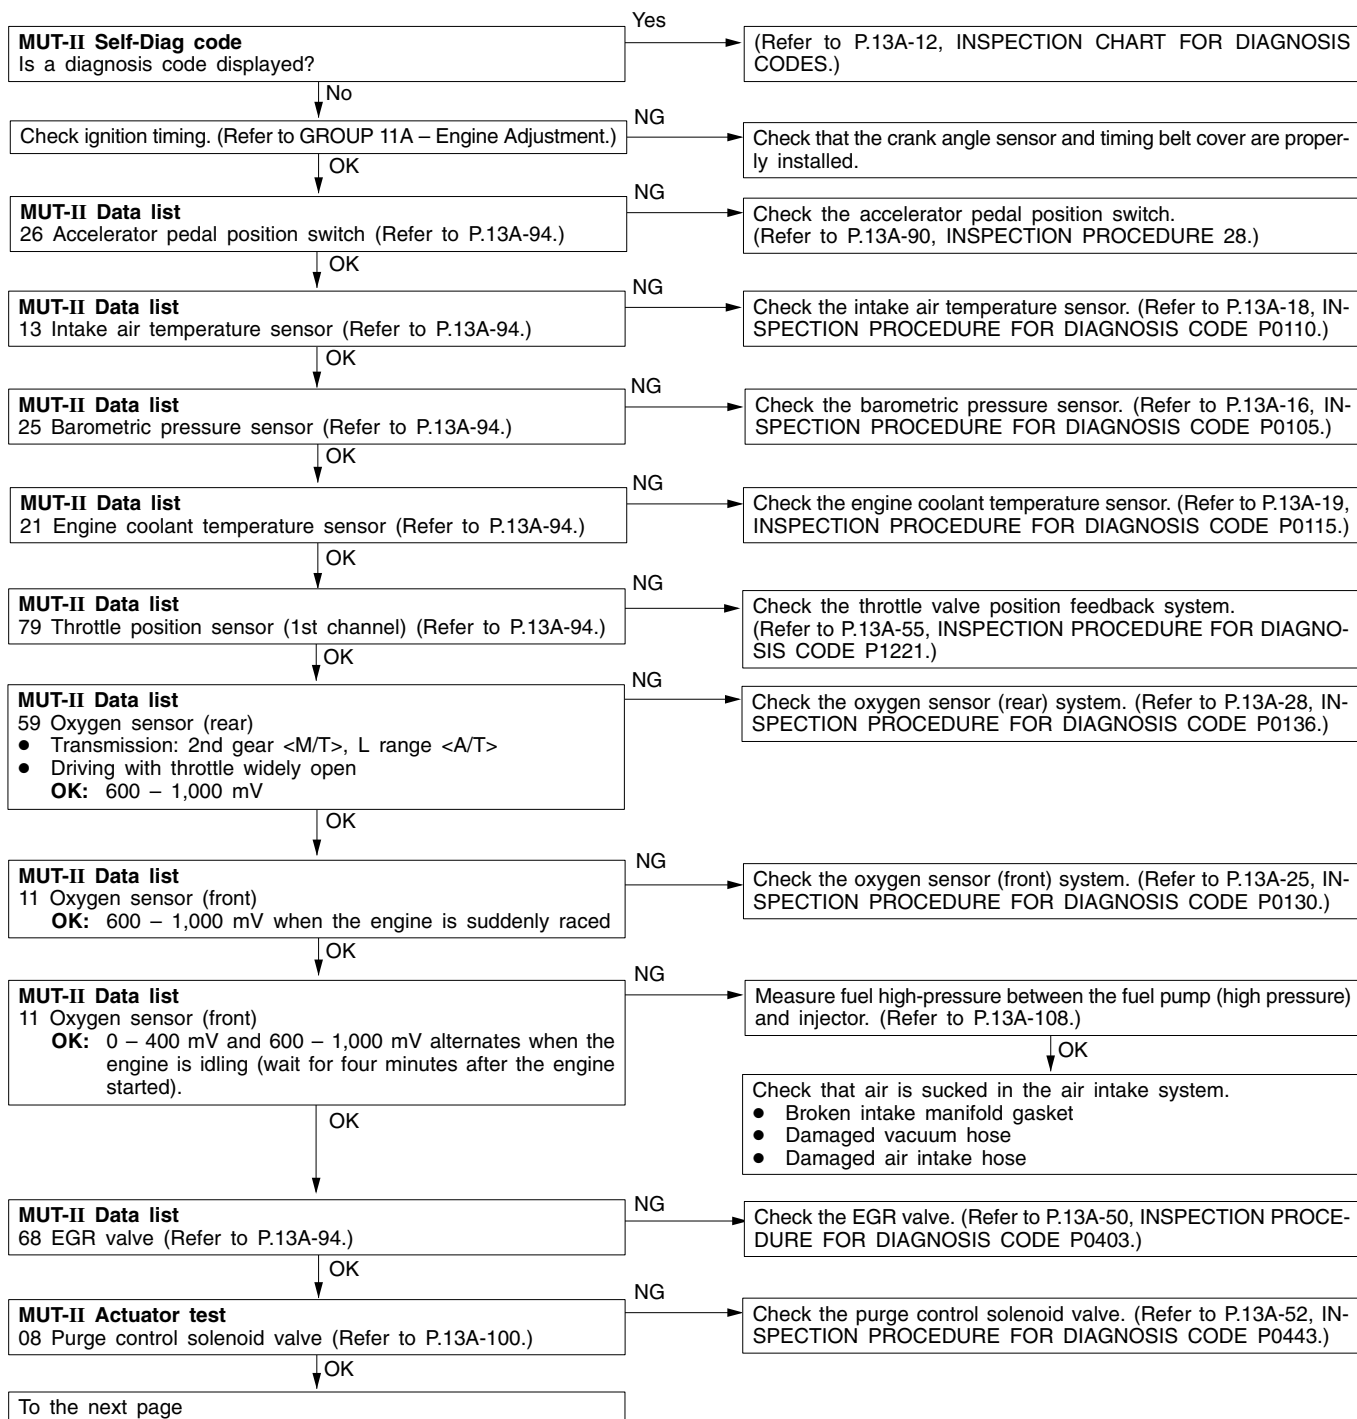 MUT-II Self-Diag code
Is a diagnosis code displayed?
Yes
(Refer to P.13A-12, INSPECTION CHART FOR DIAGNOSIS
CODES.)
No
Check ignition timing. (Refer to GROUP 11A – Engine Adjustment.)
NG
Check that the crank angle sensor and timing belt cover are proper-
ly installed.
OK
MUT-II Data list
26 Accelerator pedal position switch (Refer to P.13A-94.)
NG
Check the accelerator pedal position switch.
(Refer to P.13A-90, INSPECTION PROCEDURE 28.)
OK
MUT-II Data list
13 Intake air temperature sensor (Refer to P.13A-94.)
NG
Check the intake air temperature sensor. (Refer to P.13A-18, IN-
SPECTION PROCEDURE FOR DIAGNOSIS CODE P0110.)
OK
MUT-II Data list
25 Barometric pressure sensor (Refer to P.13A-94.)
NG
Check the barometric pressure sensor. (Refer to P.13A-16, IN-
SPECTION PROCEDURE FOR DIAGNOSIS CODE P0105.)
OK
MUT-II Data list
21 Engine coolant temperature sensor (Refer to P.13A-94.)
NG
Check the engine coolant temperature sensor. (Refer to P.13A-19,
INSPECTION PROCEDURE FOR DIAGNOSIS CODE P0115.)
OK
MUT-II Data list
79 Throttle position sensor (1st channel) (Refer to P.13A-94.)
NG
Check the throttle valve position feedback system.
(Refer to P.13A-55, INSPECTION PROCEDURE FOR DIAGNO-
SIS CODE P1221.)
OK
MUT-II Data list
59 Oxygen sensor (rear)
● Transmission: 2nd gear <M/T>, L range <A/T>
● Driving with throttle widely open
OK: 600 – 1,000 mV
NG
Check the oxygen sensor (rear) system. (Refer to P.13A-28, IN-
SPECTION PROCEDURE FOR DIAGNOSIS CODE P0136.)
OK
MUT-II Data list
11 Oxygen sensor (front)
OK: 600 – 1,000 mV when the engine is suddenly raced
NG
Check the oxygen sensor (front) system. (Refer to P.13A-25, IN-
SPECTION PROCEDURE FOR DIAGNOSIS CODE P0130.)
OK
MUT-II Data list
11 Oxygen sensor (front)
OK: 0 – 400 mV and 600 – 1,000 mV alternates when the
engine is idling (wait for four minutes after the engine
started).
NG
Measure fuel high-pressure between the fuel pump (high pressure)
and injector. (Refer to P.13A-108.)
OK
Check that air is sucked in the air intake system.
● Broken intake manifold gasket
● Damaged vacuum hose
● Damaged air intake hose
OK
MUT-II Data list
68 EGR valve (Refer to P.13A-94.)
NG
Check the EGR valve. (Refer to P.13A-50, INSPECTION PROCE-
DURE FOR DIAGNOSIS CODE P0403.)
OK
MUT-II Actuator test
08 Purge control solenoid valve (Refer to P.13A-100.)
NG
Check the purge control solenoid valve. (Refer to P.13A-52, IN-
SPECTION PROCEDURE FOR DIAGNOSIS CODE P0443.)
OK
To the next page